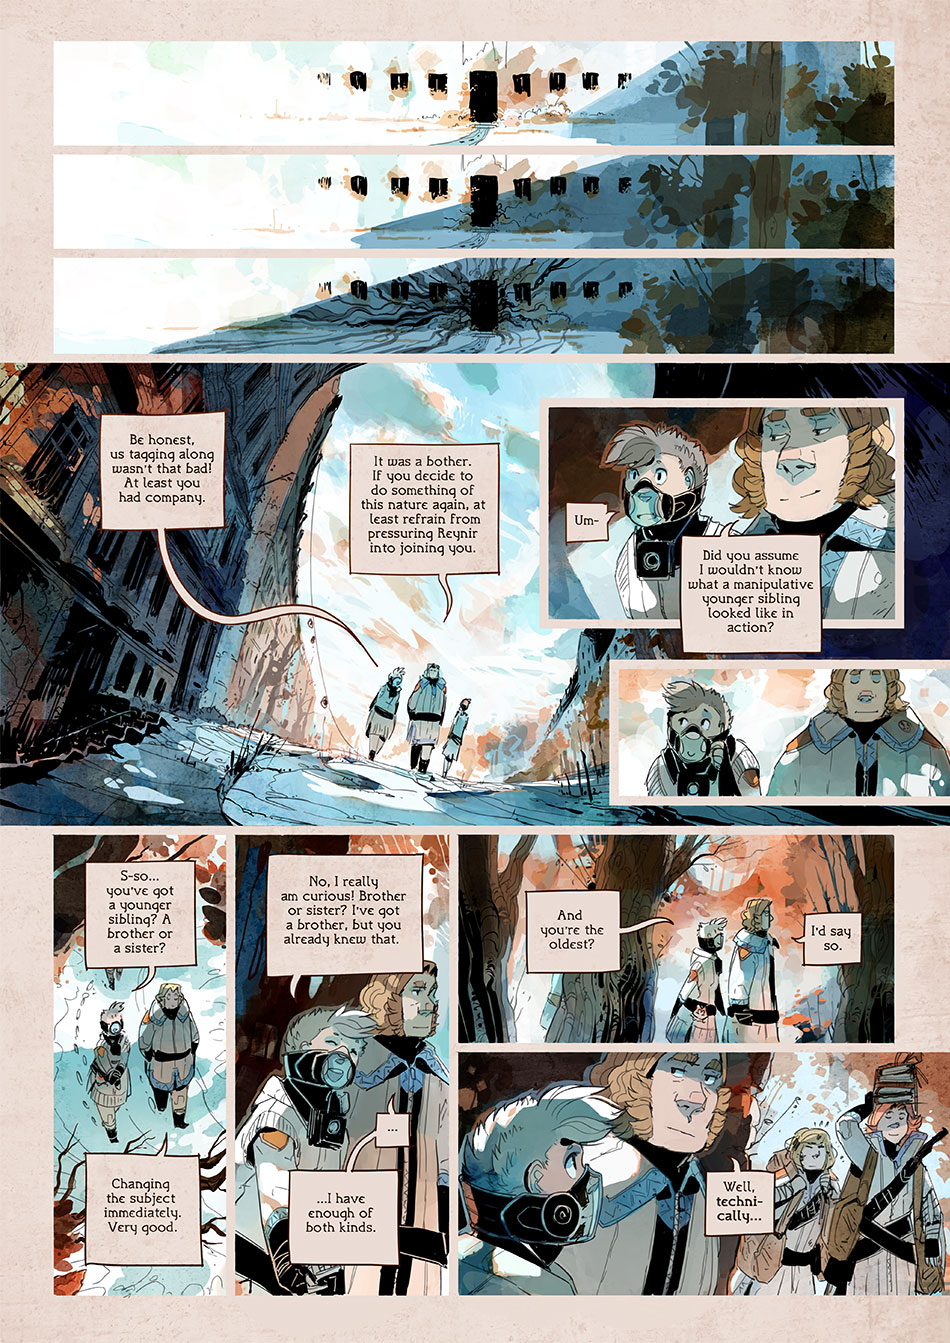 Be honest,
us tagging along
wasn't that bad!
At least you
had company.
It was a bother.
If you decide to
do something of
this nature again, at
least refrain from
pressuring Reynir
into joining you.
Um-
Did you assume
I wouldn't know
what a manipulative
younger sibling
looked like in
action?
S-so...
you've got
a younger
sibling? A
brother or
a sister?
Changing
the subject
immediately.
Very good.
No, I really
am curious! Brother
or sister? I've got
a brother, but you
already knew that.
...
...I have
enough of
both kinds.
And
you're the
oldest?
I'd say
so.
Well,
techni-
cally...